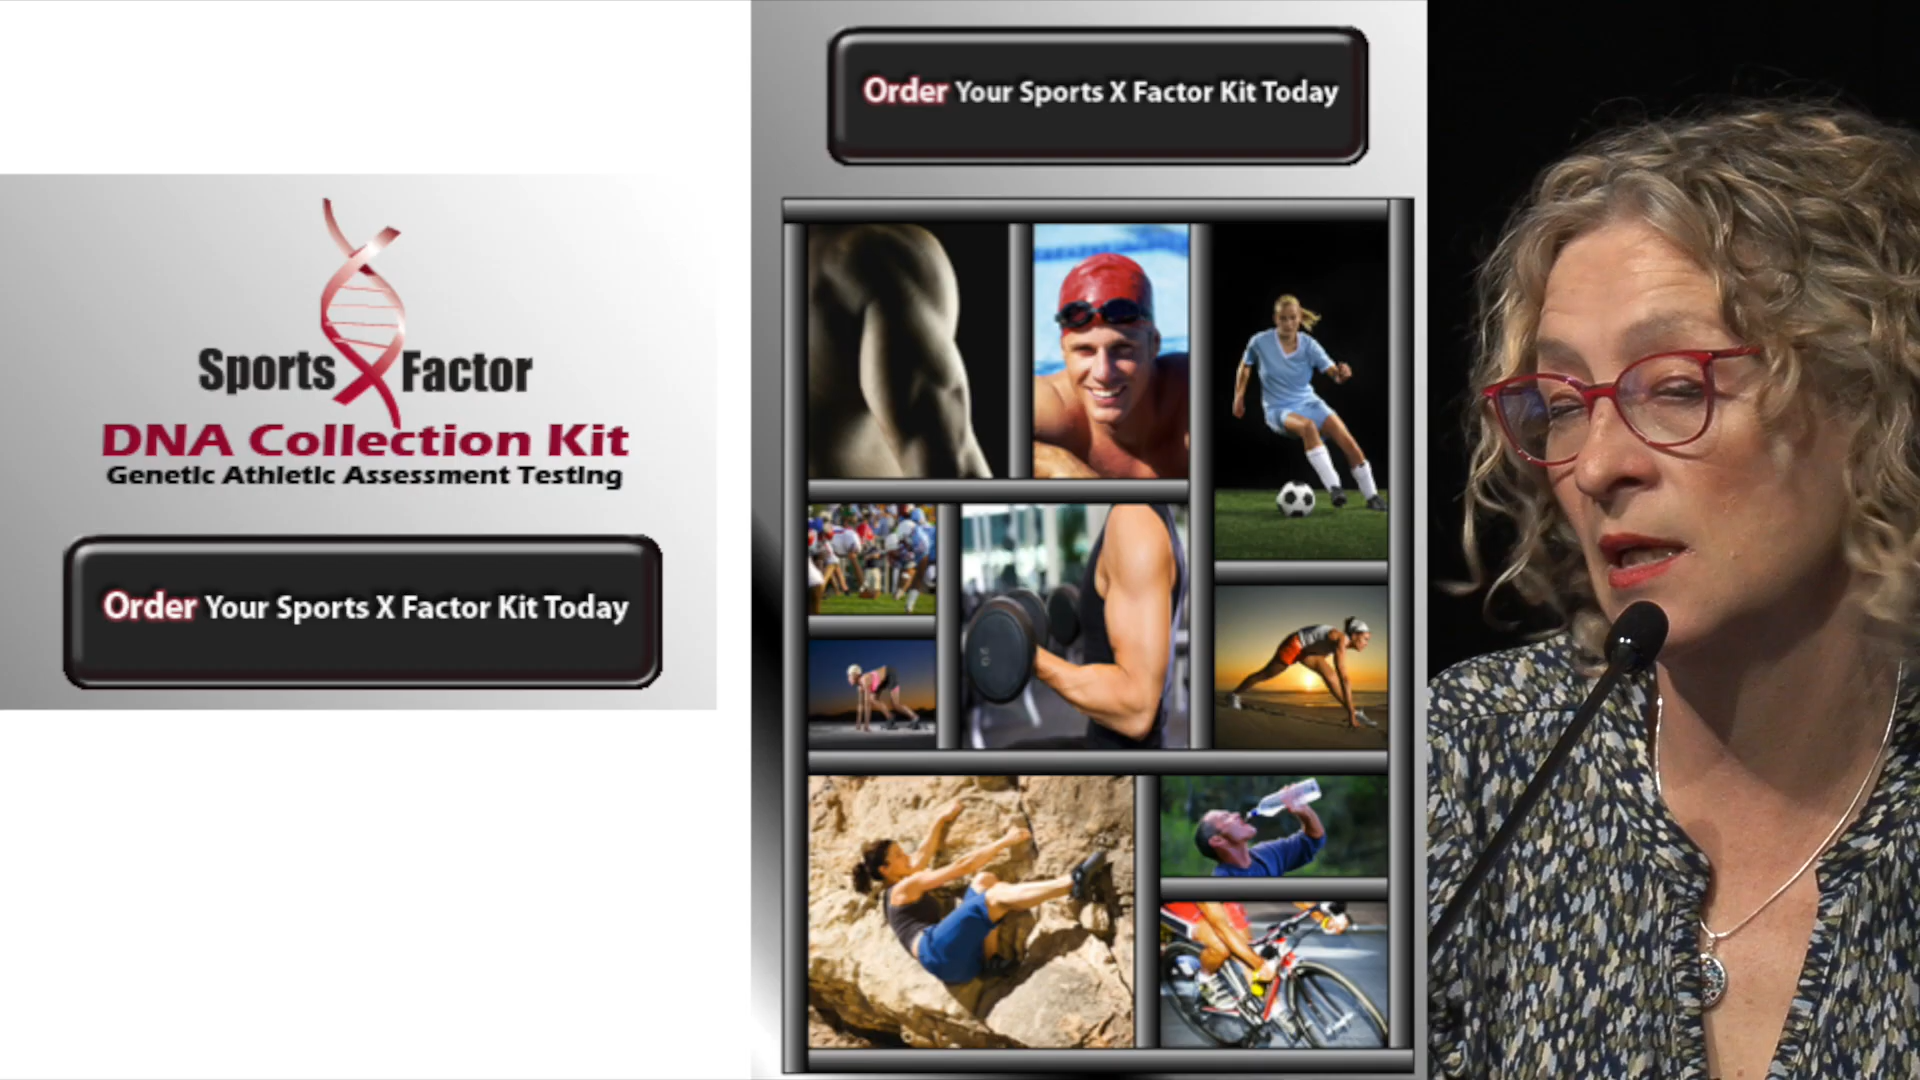 Sports X Factor
DNA Collection Kit
Genetic Athletic Assessment Testing
Order Your Sports X Factor Kit Today
Order Your Sports X Factor Kit Today